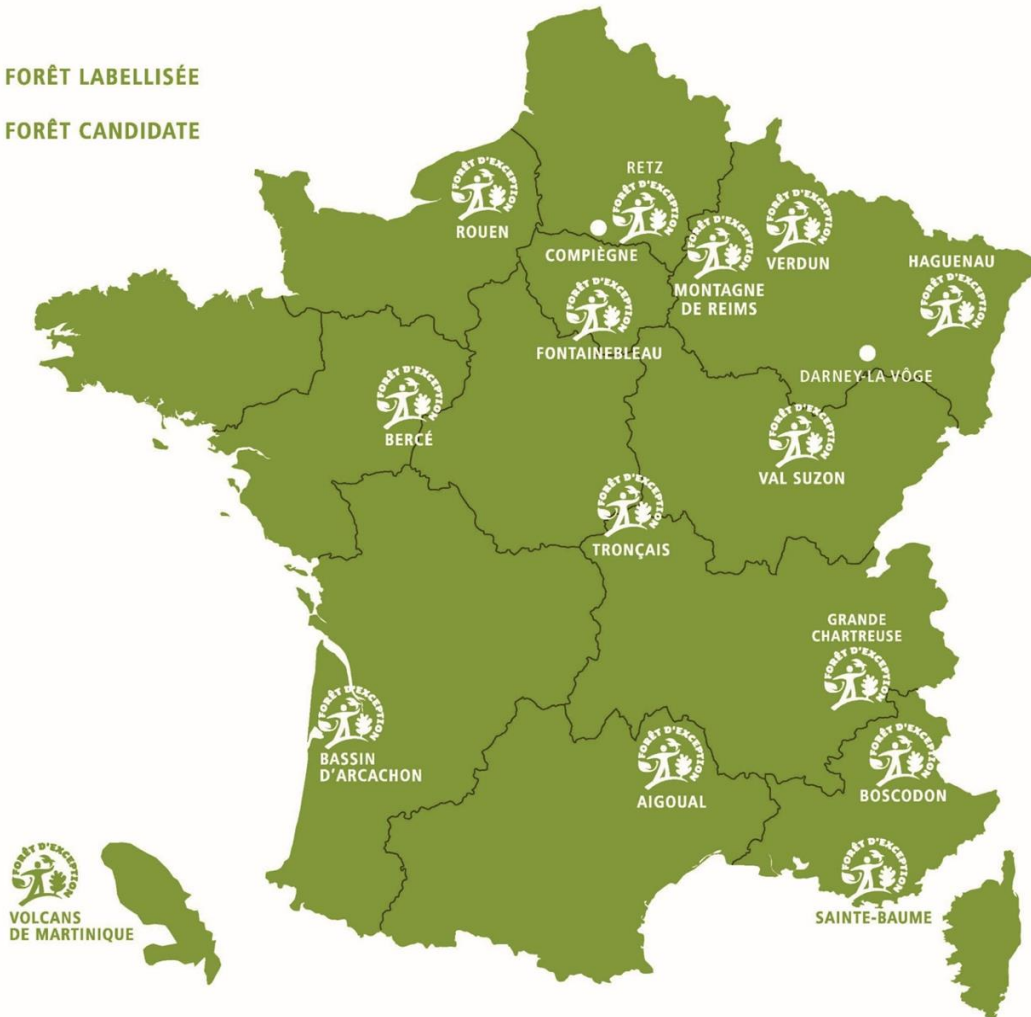 FORÊT LABELLISÉE
FORÊT CANDIDATE
FORÊT D'EXCEPTION
ROUEN
RETZ
FORÊT D'EXCEPTION
COMPIÈGNE
FORÊT D'EXCEPTION
MONTAGNE
DE REIMS
FORÊT D'EXCEPTION
VERDUN
HAGUENAU
FORÊT D'EXCEPTION
FORÊT D'EXCEPTION
FONTAINEBLEAU
DARNEY-LA VÔGE
FORÊT D'EXCEPTION
BERCÉ
FORÊT D'EXCEPTION
VAL SUZON
FORÊT D'EXCEPTION
TRONÇAIS
GRANDE
CHARTREUSE
FORÊT D'EXCEPTION
FORÊT D'EXCEPTION
BASSIN
D'ARCACHON
FORÊT D'EXCEPTION
AIGOUAL
FORÊT D'EXCEPTION
BOSCODON
FORÊT D'EXCEPTION
VOLCANS
DE MARTINIQUE
FORÊT D'EXCEPTION
SAINTE-BAUME